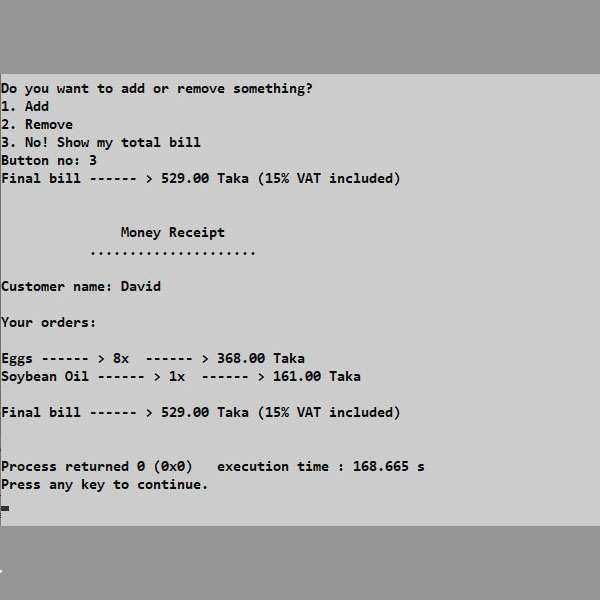 Do you want to add or remove something?
1. Add
2. Remove
3. No! Show my total bill
Button no: 3
Final bill ------ > 529.00 Taka (15% VAT included)
Money Receipt
.....................
Customer name: David
Your orders:
Eggs ------ > 8x  ------ > 368.00 Taka
Soybean Oil ------ > 1x  ------ > 161.00 Taka
Final bill ------ > 529.00 Taka (15% VAT included)
Process returned 0 (0x0)   execution time : 168.665 s
Press any key to continue.